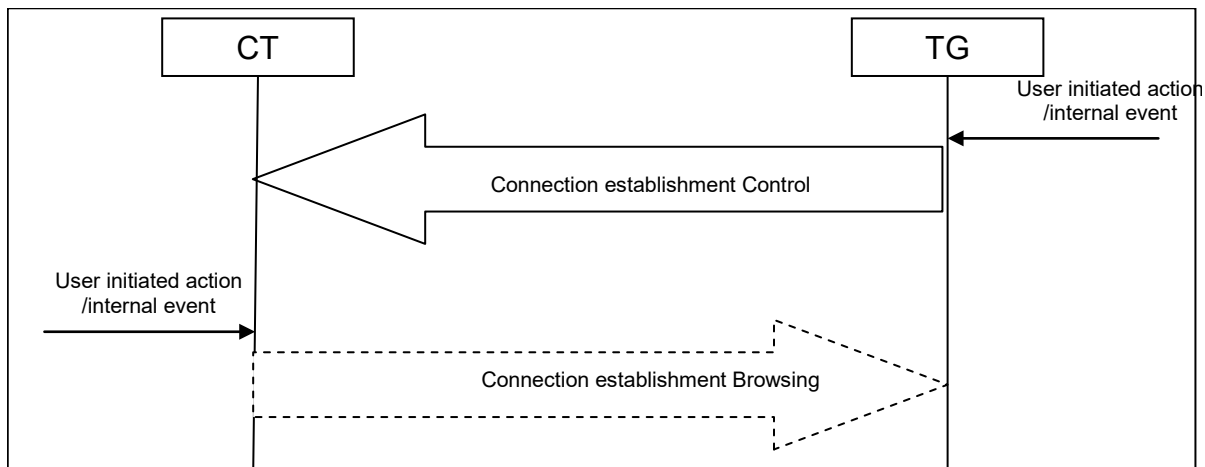 CT
TG
User initiated action
/internal event
Connection establishment Control
User initiated action
/internal event
Connection establishment Browsing